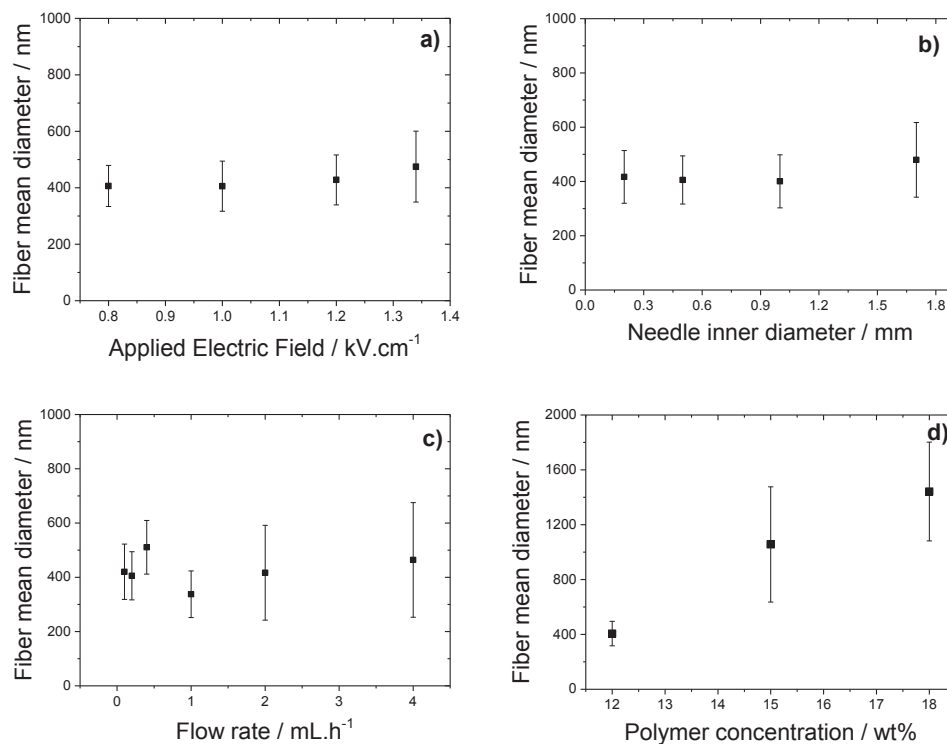 a)
Fiber mean diameter / nm
1000
800
600
400
200
0
0.8 0.9 1.0 1.1 1.2 1.3 1.4
Applied Electric Field / kV.cm⁻¹
b)
Fiber mean diameter / nm
1000
800
600
400
200
0
0.0 0.3 0.6 0.9 1.2 1.5 1.8
Needle inner diameter / mm
c)
Fiber mean diameter / nm
1000
800
600
400
200
0
0 1 2 3 4
Flow rate / mL.h⁻¹
d)
Fiber mean diameter / nm
2000
1600
1200
800
400
0
12 13 14 15 16 17 18
Polymer concentration / wt%